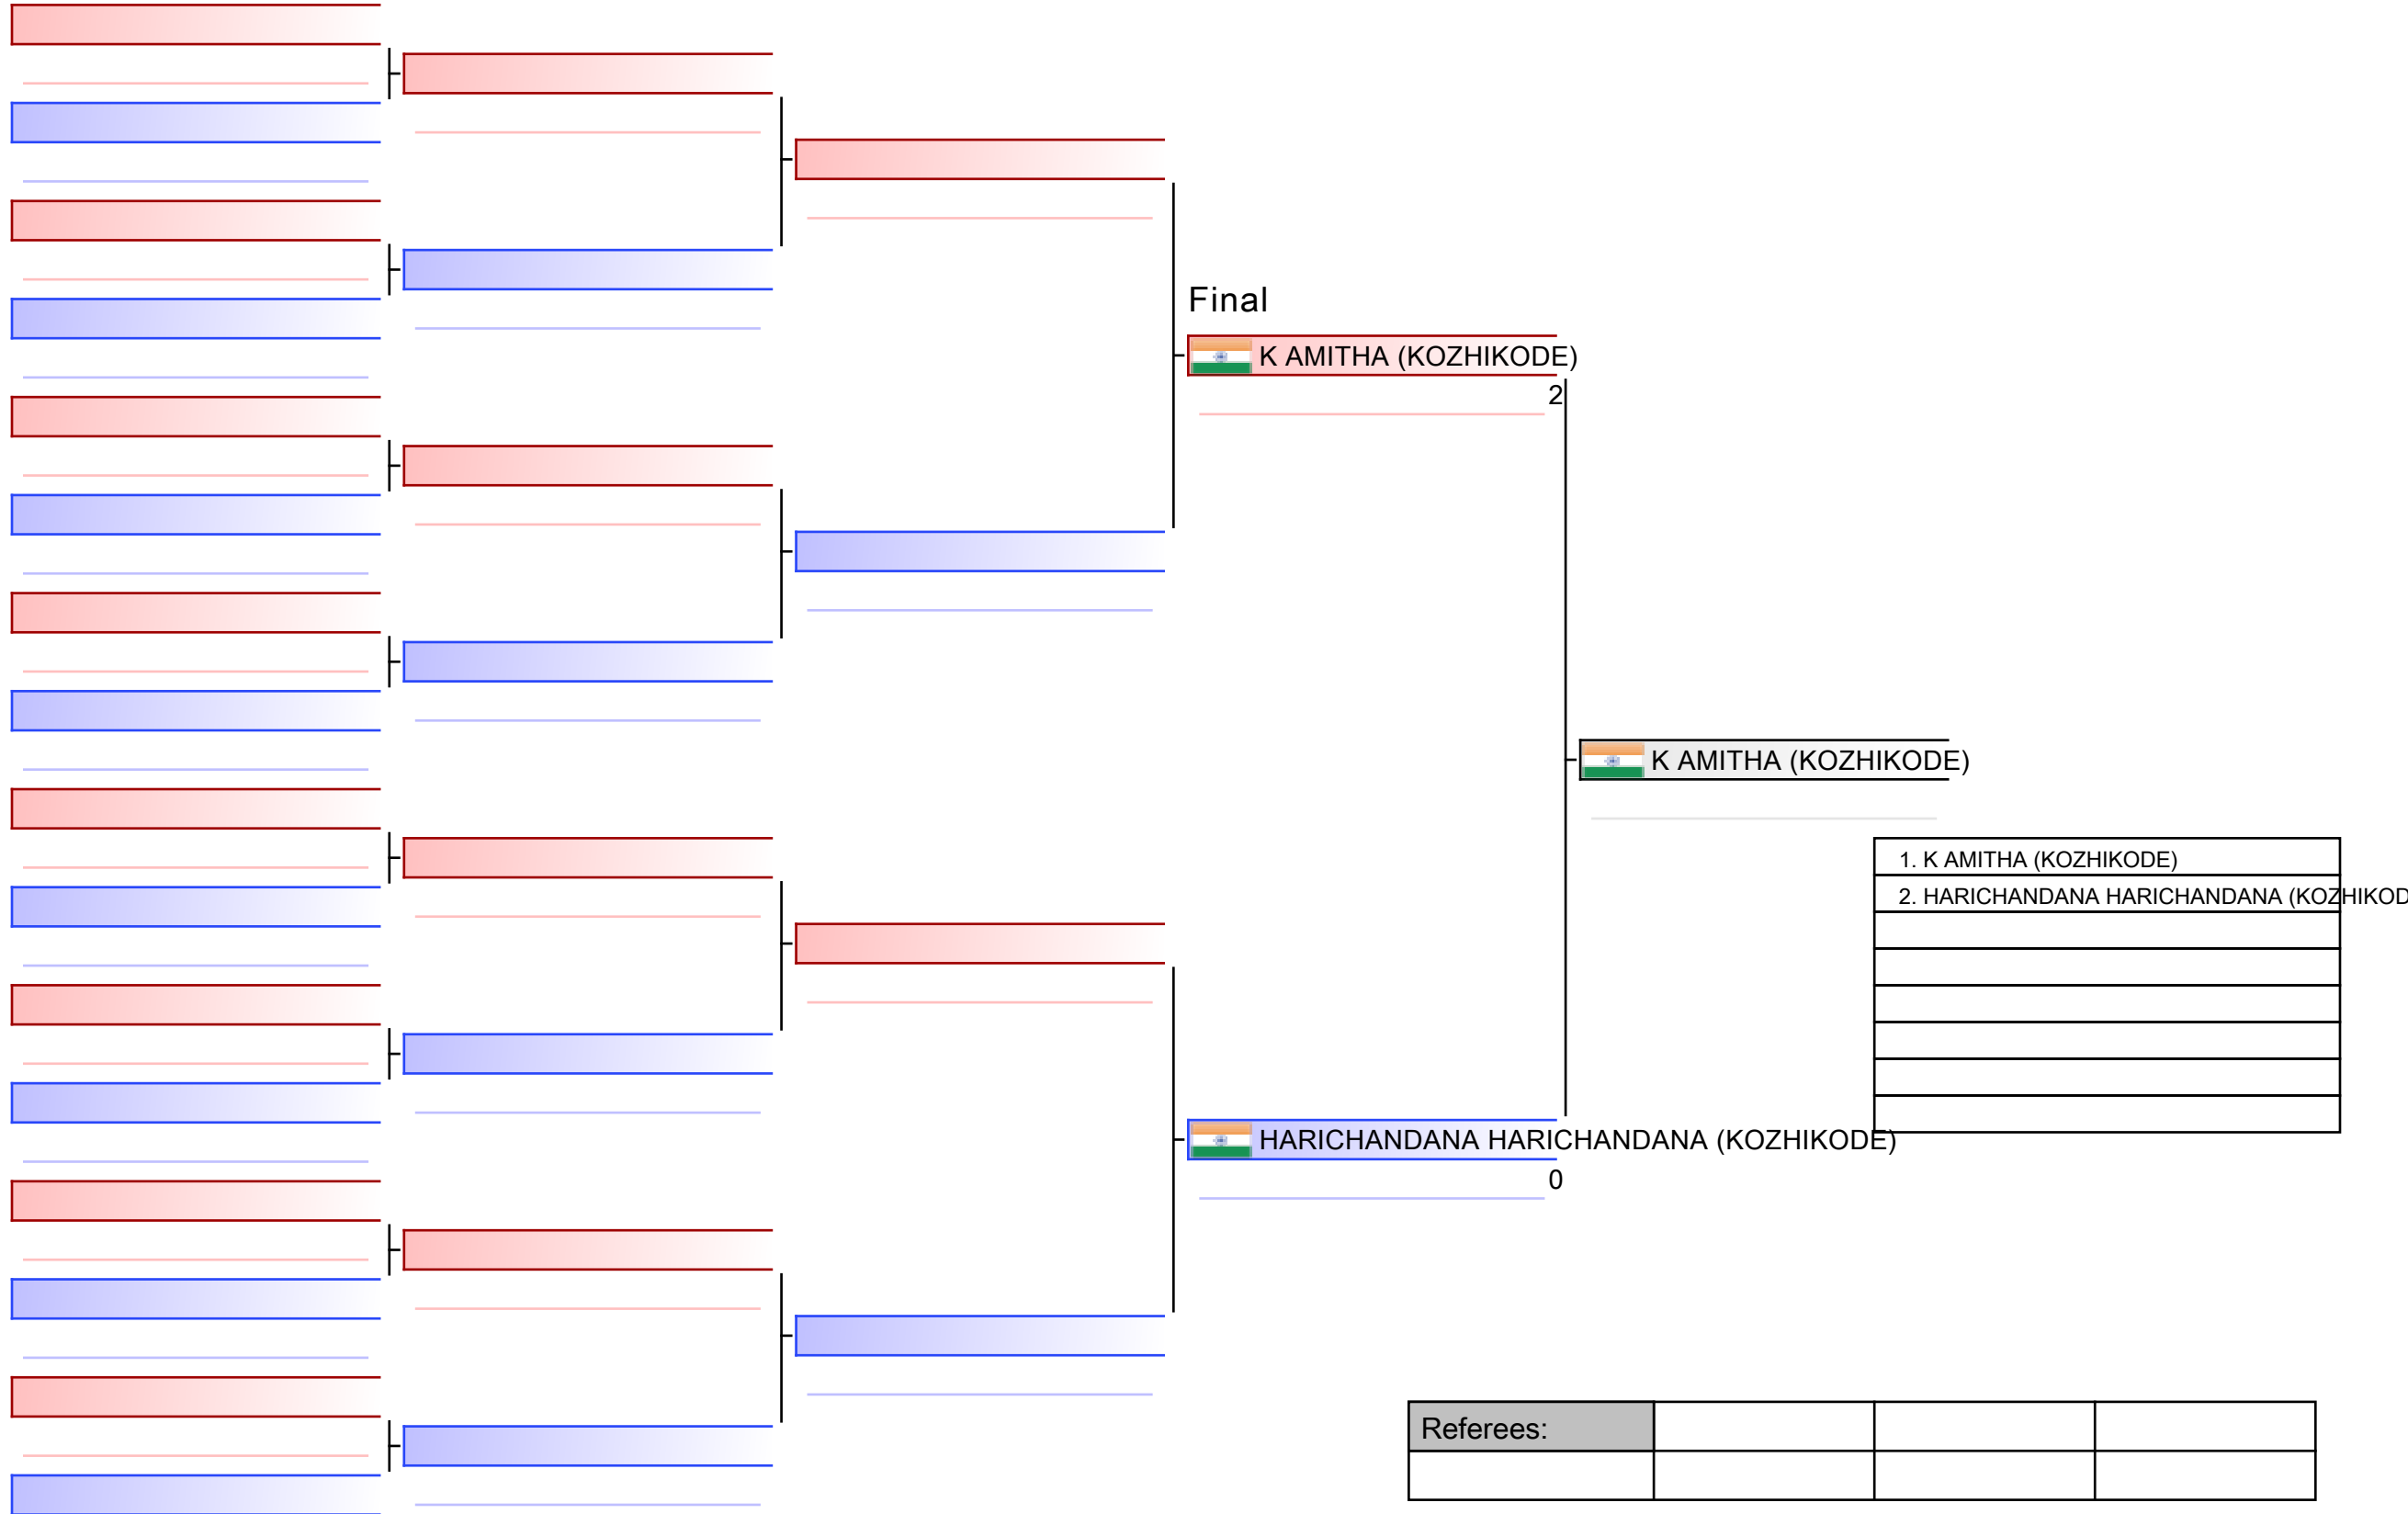 Final
K AMITHA (KOZHIKODE)
2
K AMITHA (KOZHIKODE)
1. K AMITHA (KOZHIKODE)
2. HARICHANDANA HARICHANDANA (KOZHIKOD
HARICHANDANA HARICHANDANA (KOZHIKODE)
0
Referees: